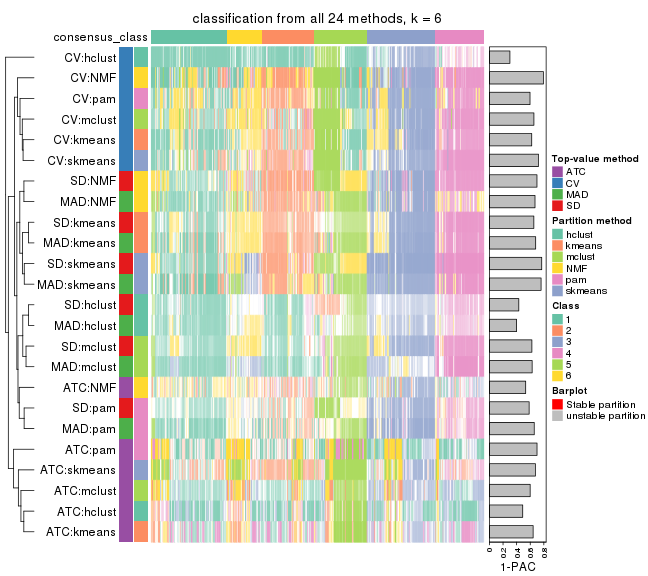 classification from all 24 methods, k = 6
consensus_class
CV:hclust
CV:NMF
CV:pam
CV:mclust
CV:kmeans
CV:skmeans
SD:NMF
MAD:NMF
SD:kmeans
MAD:kmeans
SD:skmeans
MAD:skmeans
SD:hclust
MAD:hclust
SD:mclust
MAD:mclust
ATC:NMF
SD:pam
MAD:pam
ATC:pam
ATC:skmeans
ATC:mclust
ATC:hclust
ATC:kmeans
0
0.2
0.4
0.6
0.8
1-PAC
Top-value method
ATC
CV
MAD
SD
Partition method
hclust
kmeans
mclust
NMF
pam
skmeans
Class
1
2
3
4
5
6
Barplot
Stable partition
unstable partition